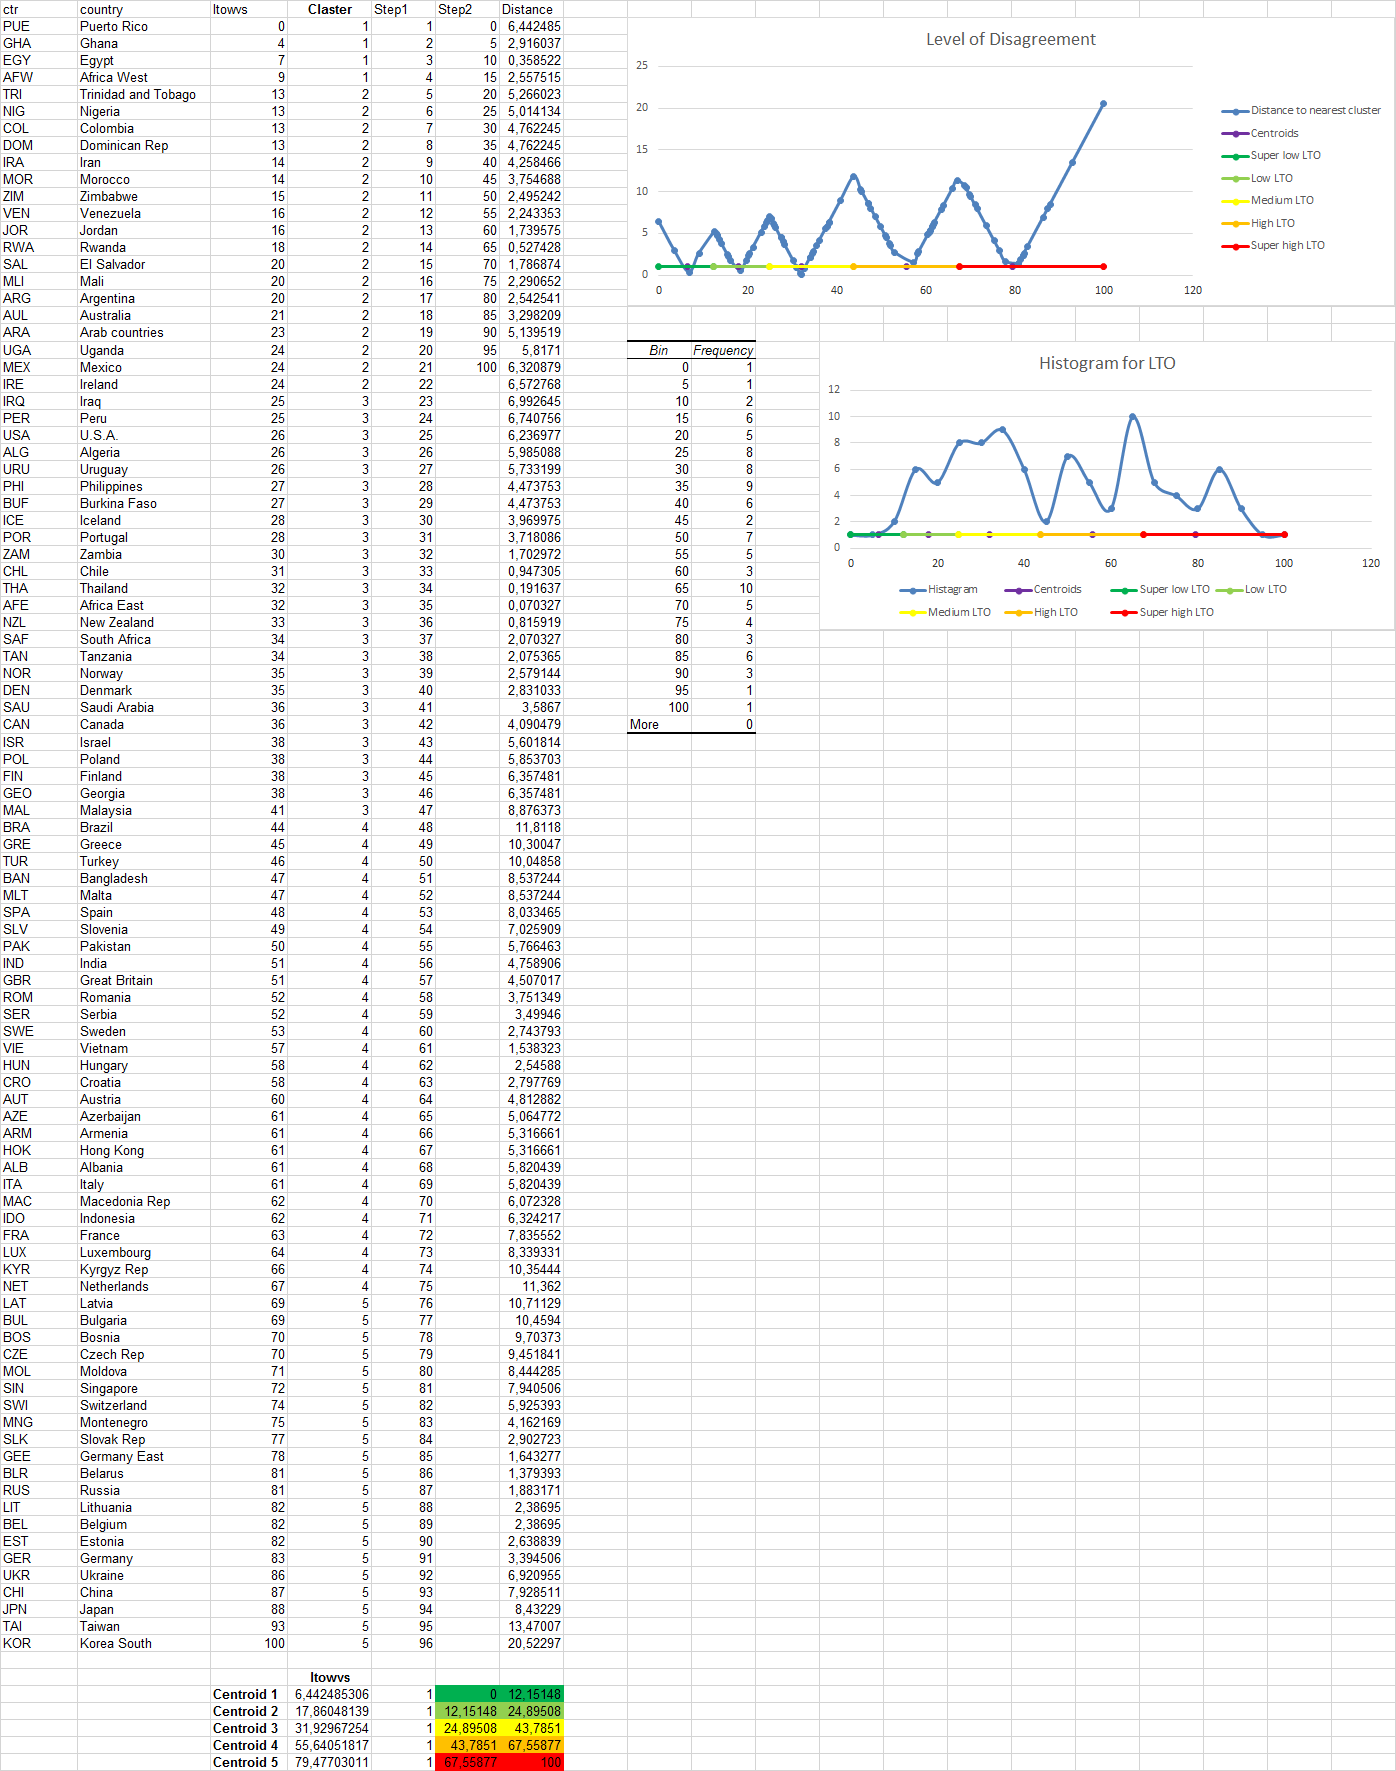 ctr country ltowvs Claster Step1 Step2 Distance
PUE Puerto Rico 0 1 1 0 6,442485
GHA Ghana 4 1 2 5 2,916037
EGY Egypt 7 1 3 10 0,358522
AFW Africa West 9 1 4 15 2,557515
TRI Trinidad and Tobago 13 2 5 20 5,266023
NIG Nigeria 13 2 6 25 5,014134
COL Colombia 13 2 7 30 4,762245
DOM Dominican Rep 13 2 8 35 4,762245
IRA Iran 14 2 9 40 4,258466
MOR Morocco 14 2 10 45 3,754688
ZIM Zimbabwe 15 2 11 50 2,495242
VEN Venezuela 16 2 12 55 2,243353
JOR Jordan 16 2 13 60 1,739575
RWA Rwanda 18 2 14 65 0,527428
SAL El Salvador 20 2 15 70 1,786874
MLI Mali 20 2 16 75 2,290652
ARG Argentina 20 2 17 80 2,542541
AUL Australia 21 2 18 85 3,298209
ARA Arab countries 23 2 19 90 5,139519
UGA Uganda 24 2 20 95 5,8171
MEX Mexico 24 2 21 100 6,320879
IRE Ireland 24 2 22 6,572768
IRQ Iraq 25 3 23 6,992645
PER Peru 25 3 24 6,740756
USA U.S.A. 26 3 25 6,236977
ALG Algeria 26 3 26 5,985088
URU Uruguay 26 3 27 5,733199
PHI Philippines 27 3 28 4,473753
BUF Burkina Faso 27 3 29 4,473753
ICE Iceland 28 3 30 3,969975
POR Portugal 28 3 31 3,718086
ZAM Zambia 30 3 32 1,702972
CHL Chile 31 3 33 0,947305
THA Thailand 32 3 34 0,191637
AFE Africa East 32 3 35 0,070327
NZL New Zealand 33 3 36 0,815919
SAF South Africa 34 3 37 2,070327
TAN Tanzania 34 3 38 2,075365
NOR Norway 35 3 39 2,579144
DEN Denmark 35 3 40 2,831033
SAU Saudi Arabia 36 3 41 3,5867
CAN Canada 36 3 42 4,090479
ISR Israel 38 3 43 5,601814
POL Poland 38 3 44 5,853703
FIN Finland 38 3 45 6,357481
GEO Georgia 38 3 46 6,357481
MAL Malaysia 41 3 47 8,876373
BRA Brazil 44 4 48 11,8118
GRE Greece 45 4 49 10,30047
TUR Turkey 46 4 50 10,04858
BAN Bangladesh 47 4 51 8,537244
MLT Malta 47 4 52 8,537244
SPA Spain 48 4 53 8,033465
SLV Slovenia 49 4 54 7,025909
PAK Pakistan 50 4 55 5,766463
IND India 51 4 56 4,758906
GBR Great Britain 51 4 57 4,507017
ROM Romania 52 4 58 3,751349
SER Serbia 52 4 59 3,49946
SWE Sweden 53 4 60 2,743793
VIE Vietnam 57 4 61 1,538323
HUN Hungary 58 4 62 2,54588
CRO Croatia 58 4 63 2,797769
AUT Austria 60 4 64 4,812882
AZE Azerbaijan 61 4 65 5,064772
ARM Armenia 61 4 66 5,316661
HOK Hong Kong 61 4 67 5,316661
ALB Albania 61 4 68 5,820439
ITA Italy 61 4 69 5,820439
MAC Macedonia Rep 62 4 70 6,072328
IDO Indonesia 62 4 71 6,324217
FRA France 63 4 72 7,835552
LUX Luxembourg 64 4 73 8,339331
KYR Kyrgyz Rep 66 4 74 10,35444
NET Netherlands 67 4 75 11,362
LAT Latvia 69 5 76 10,71129
BUL Bulgaria 69 5 77 10,4594
BOS Bosnia 70 5 78 9,70373
CZE Czech Rep 70 5 79 9,451841
MOL Moldova 71 5 80 8,444285
SIN Singapore 72 5 81 7,940506
SWI Switzerland 74 5 82 5,925393
MNG Montenegro 75 5 83 4,162169
SLK Slovak Rep 77 5 84 2,902723
GEE Germany East 78 5 85 1,643277
BLR Belarus 81 5 86 1,379393
RUS Russia 81 5 87 1,883171
LIT Lithuania 82 5 88 2,38695
BEL Belgium 82 5 89 2,38695
EST Estonia 82 5 90 2,638839
GER Germany 83 5 91 3,394506
UKR Ukraine 86 5 92 6,920955
CHI China 87 5 93 7,928511
JPN Japan 88 5 94 8,43229
TAI Taiwan 93 5 95 13,47007
KOR Korea South 100 5 96 20,52297
ltowvs
Centroid 1 6,442485306 1 0 12,15148
Centroid 2 17,86048139 1 12,15148 24,89508
Centroid 3 31,92967254 1 24,89508 43,7851
Centroid 4 55,64051817 1 43,7851 67,55877
Centroid 5 79,47703011 1 67,55877 100
Level of Disagreement
25
20
15
10
5
0
0 20 40 60 80 100 120
Distance to nearest cluster
Centroids
Super low LTO
Low LTO
Medium LTO
High LTO
Super high LTO
Bin Frequency
0 1
5 1
10 2
15 6
20 5
25 8
30 8
35 9
40 6
45 2
50 7
55 5
60 3
65 10
70 5
75 4
80 3
85 6
90 3
95 1
100 1
More 0
Histogram for LTO
12
10
8
6
4
2
0
0 20 40 60 80 100 120
Histagram Centroids Super low LTO Low LTO
Medium LTO High LTO Super high LTO